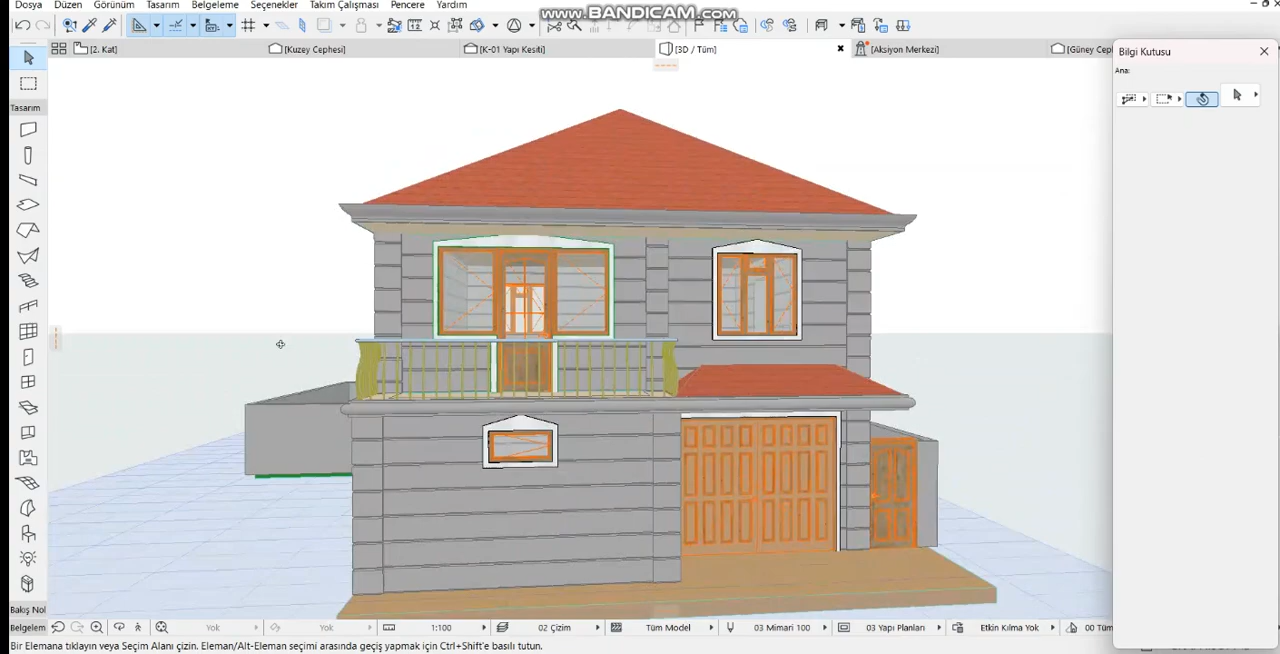 www.BANDICAM.com
Dosya Düzen Görünüm Tasarım Belgeleme Seçenekler Takım Çalışması Pencere Yardım
[2. Kat] [Kuzey Cephesi] [K-01 Yapı Kesiti] [3D / Tüm] [Aksiyon Merkezi] [Güney Cepl
Bilgi Kutusu
Ana:
Tasarım
Bakış Nol
Belgelem
Yok Yok 1:100 02 Çizim Tüm Model 03 Mimari 100 03 Yapı Planları Etkin Kılma Yok 00 Tüm
Bir Elemana tıklayın veya Seçim Alanı çizin. Eleman/Alt-Eleman seçimi arasında geçiş yapmak için Ctrl+Shift'e basılı tutun.